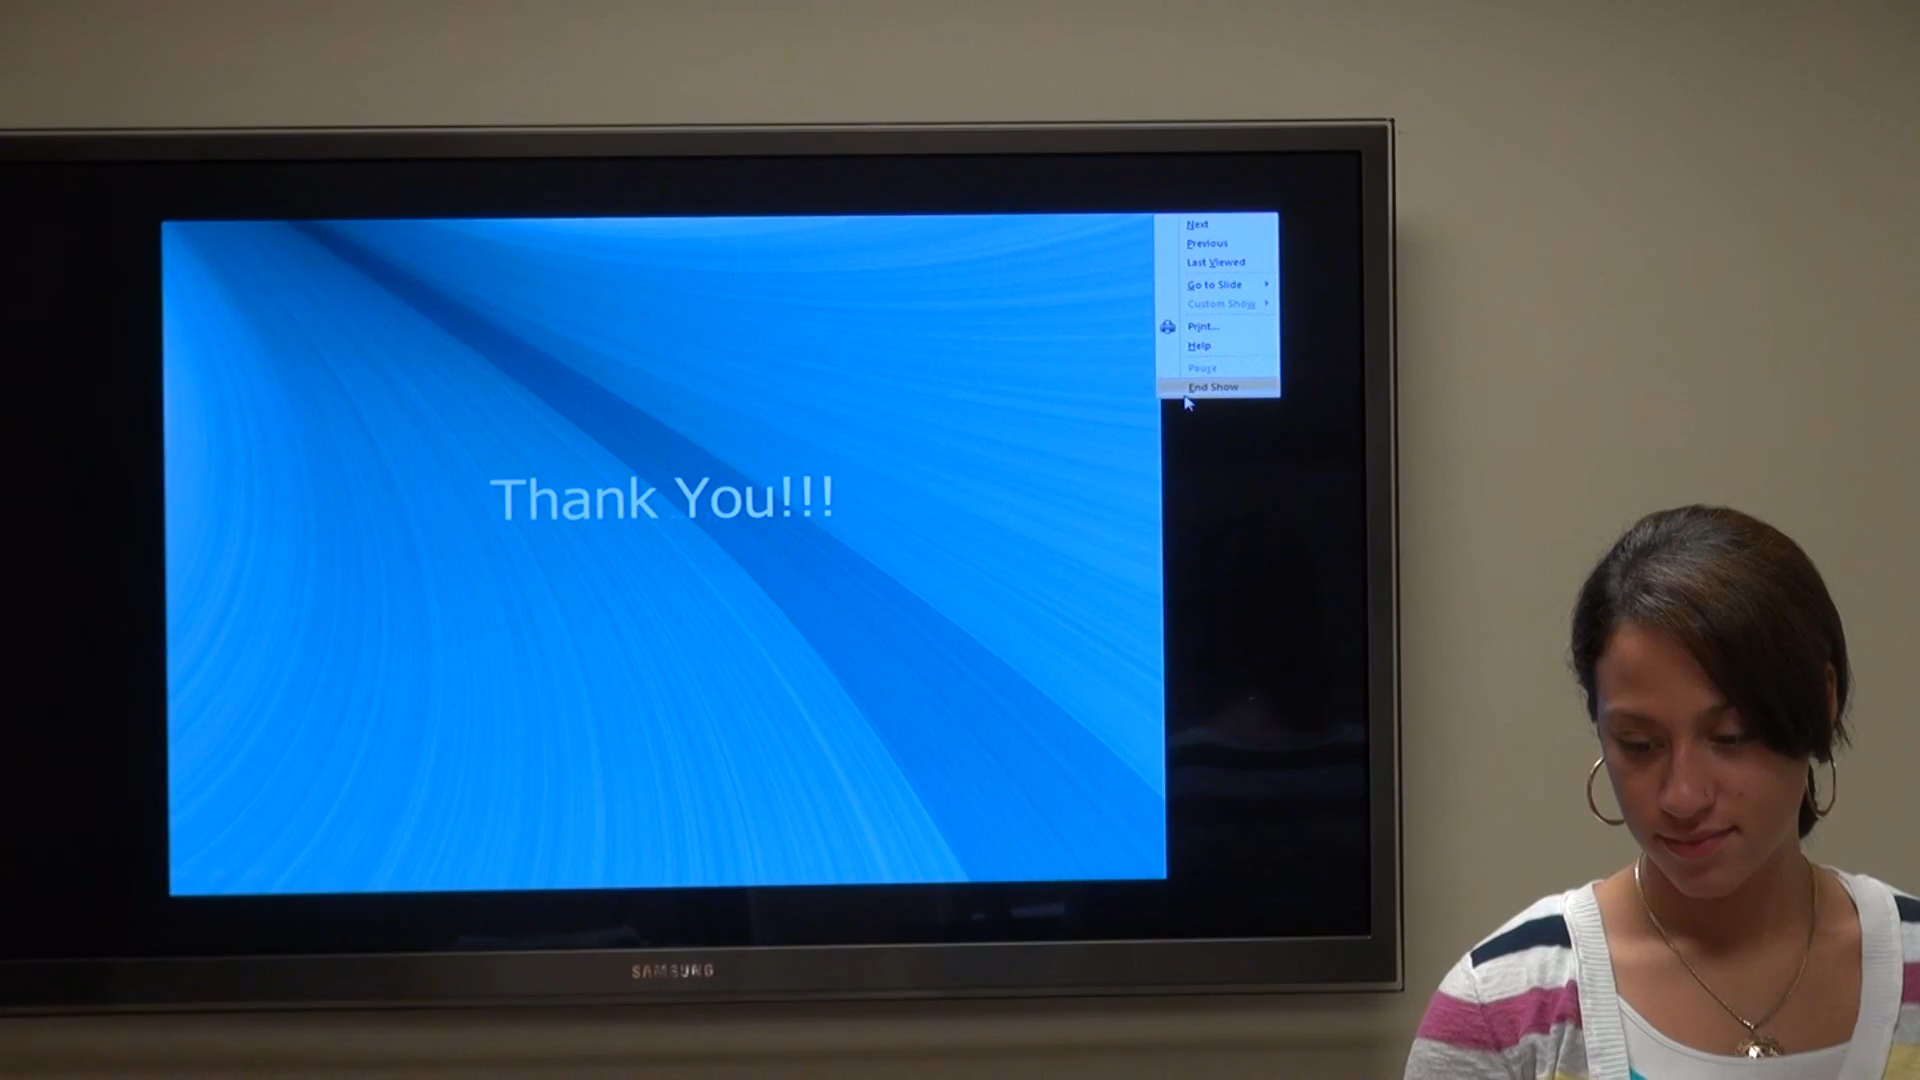 Next
Previous
Last Viewed
Go to Slide
Custom Show
Print...
Help
Pause
End Show
Thank You!!!
SAMSUNG